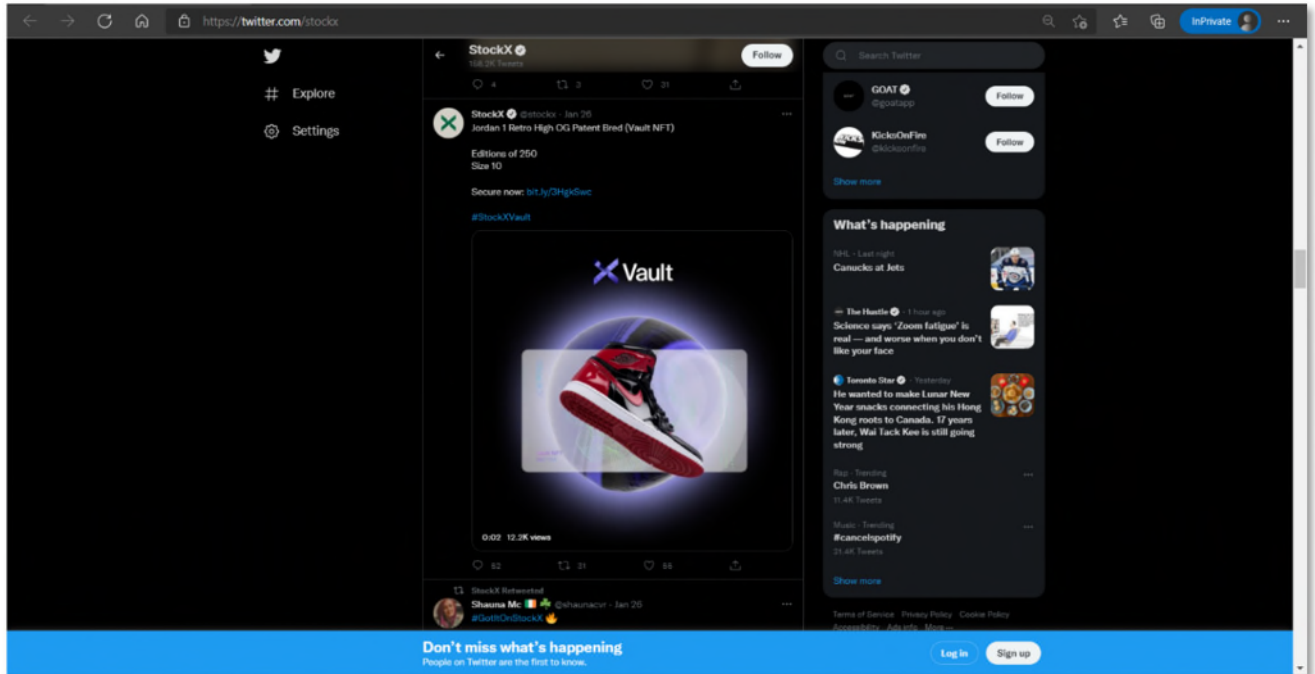 https://twitter.com/stockx
InPrivate
Explore
Settings
StockX
158.2K Tweets
Follow
4
3
31
StockX @stockx · Jan 26
Jordan 1 Retro High OG Patent Bred (Vault NFT)
Editions of 250
Size 10
Secure now: bit.ly/3HgkSwc
#StockXVault
Vault
0:02 12.2K views
52
31
55
StockX Retweeted
Shauna Mc @shaunacvr · Jan 26
#GotItOnStockX
Search Twitter
GOAT
@goatapp
Follow
KicksOnFire
@kicksonfire
Follow
Show more
What's happening
NHL · Last night
Canucks at Jets
The Hustle · 1 hour ago
Science says 'Zoom fatigue' is
real — and worse when you don't
like your face
Toronto Star · Yesterday
He wanted to make Lunar New
Year snacks connecting his Hong
Kong roots to Canada. 17 years
later, Wai Tack Kee is still going
strong
Rap · Trending
Chris Brown
11.4K Tweets
Music · Trending
#cancelspotify
21.4K Tweets
Show more
Terms of Service Privacy Policy Cookie Policy
Accessibility Ads info More ···
Don't miss what's happening
People on Twitter are the first to know.
Log in
Sign up